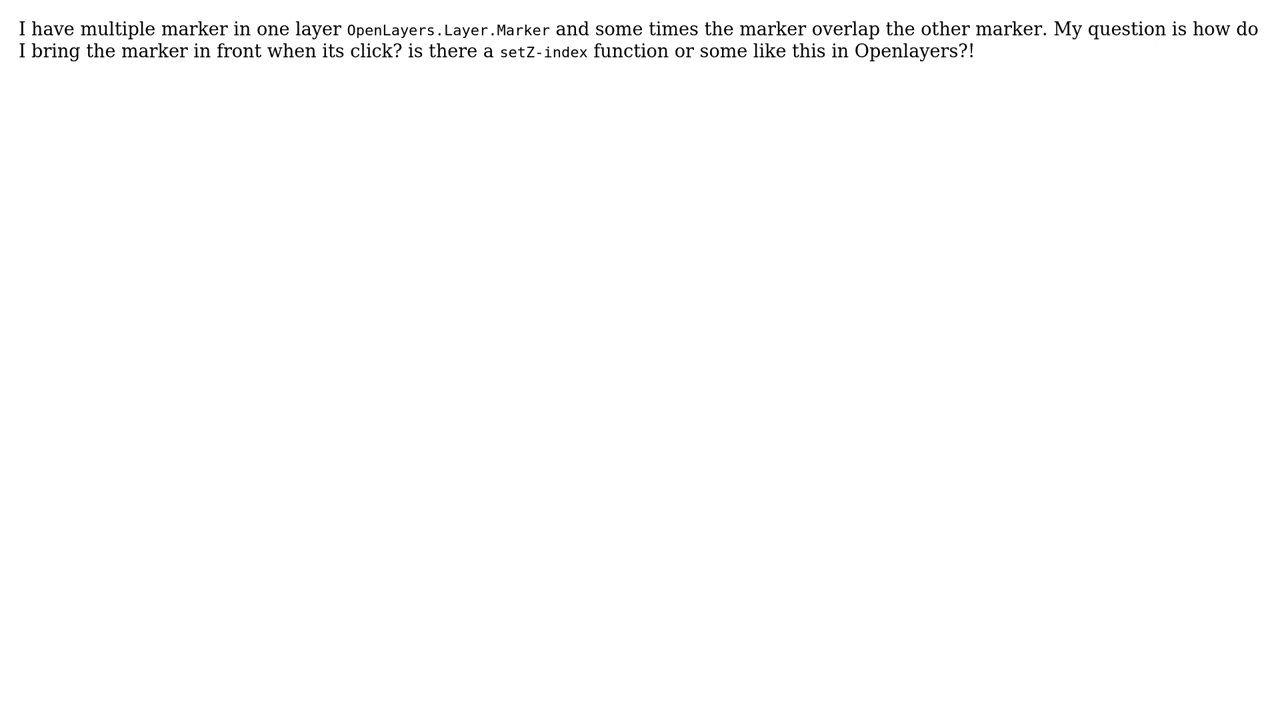 I have multiple marker in one layer OpenLayers.Layer.Marker and some times the marker overlap the other marker. My question is how do
I bring the marker in front when its click? is there a setZ-index function or some like this in Openlayers?!